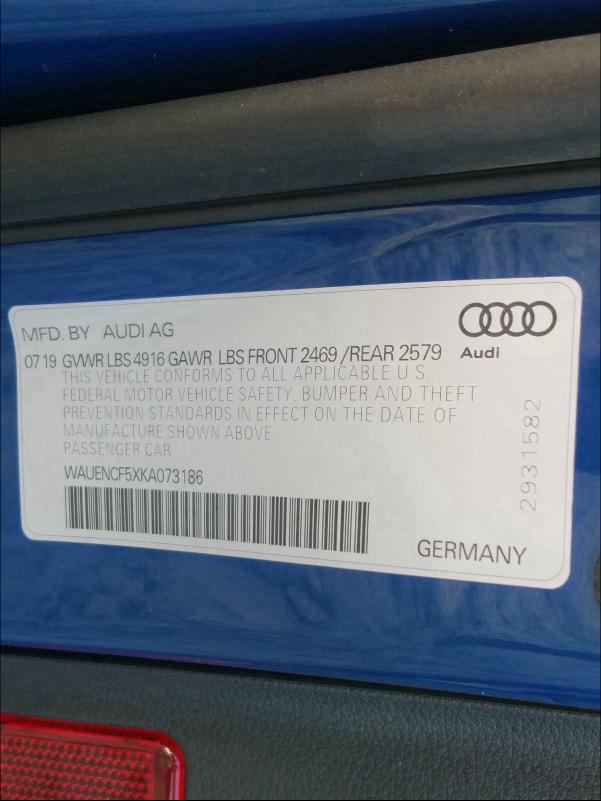 MFD. BY AUDI AG
07 19 GVWR LBS 4916 GAWR LBS FRONT 2469 /REAR 2579
Audi
THIS VEHICLE CONFORMS TO ALL APPLICABLE U.S.
FEDERAL MOTOR VEHICLE SAFETY, BUMPER AND THEFT
PREVENTION STANDARDS IN EFFECT ON THE DATE OF
MANUFACTURE SHOWN ABOVE
PASSENGER CAR
WAUENCF5XKA073186
2931582
GERMANY